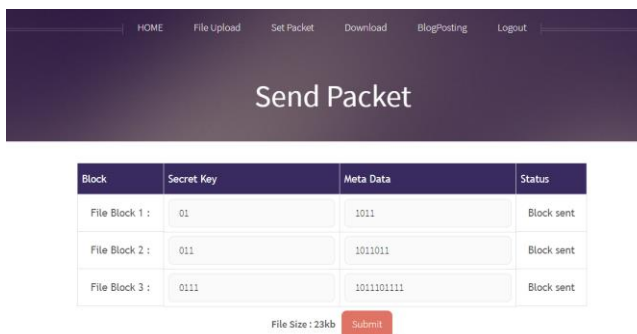 HOME File Upload Set Packet Download BlogPosting Logout
Send Packet
Block Secret Key Meta Data Status
File Block 1 : 01 1011 Block sent
File Block 2 : 011 1011011 Block sent
File Block 3 : 0111 1011101111 Block sent
File Size : 23kb Submit